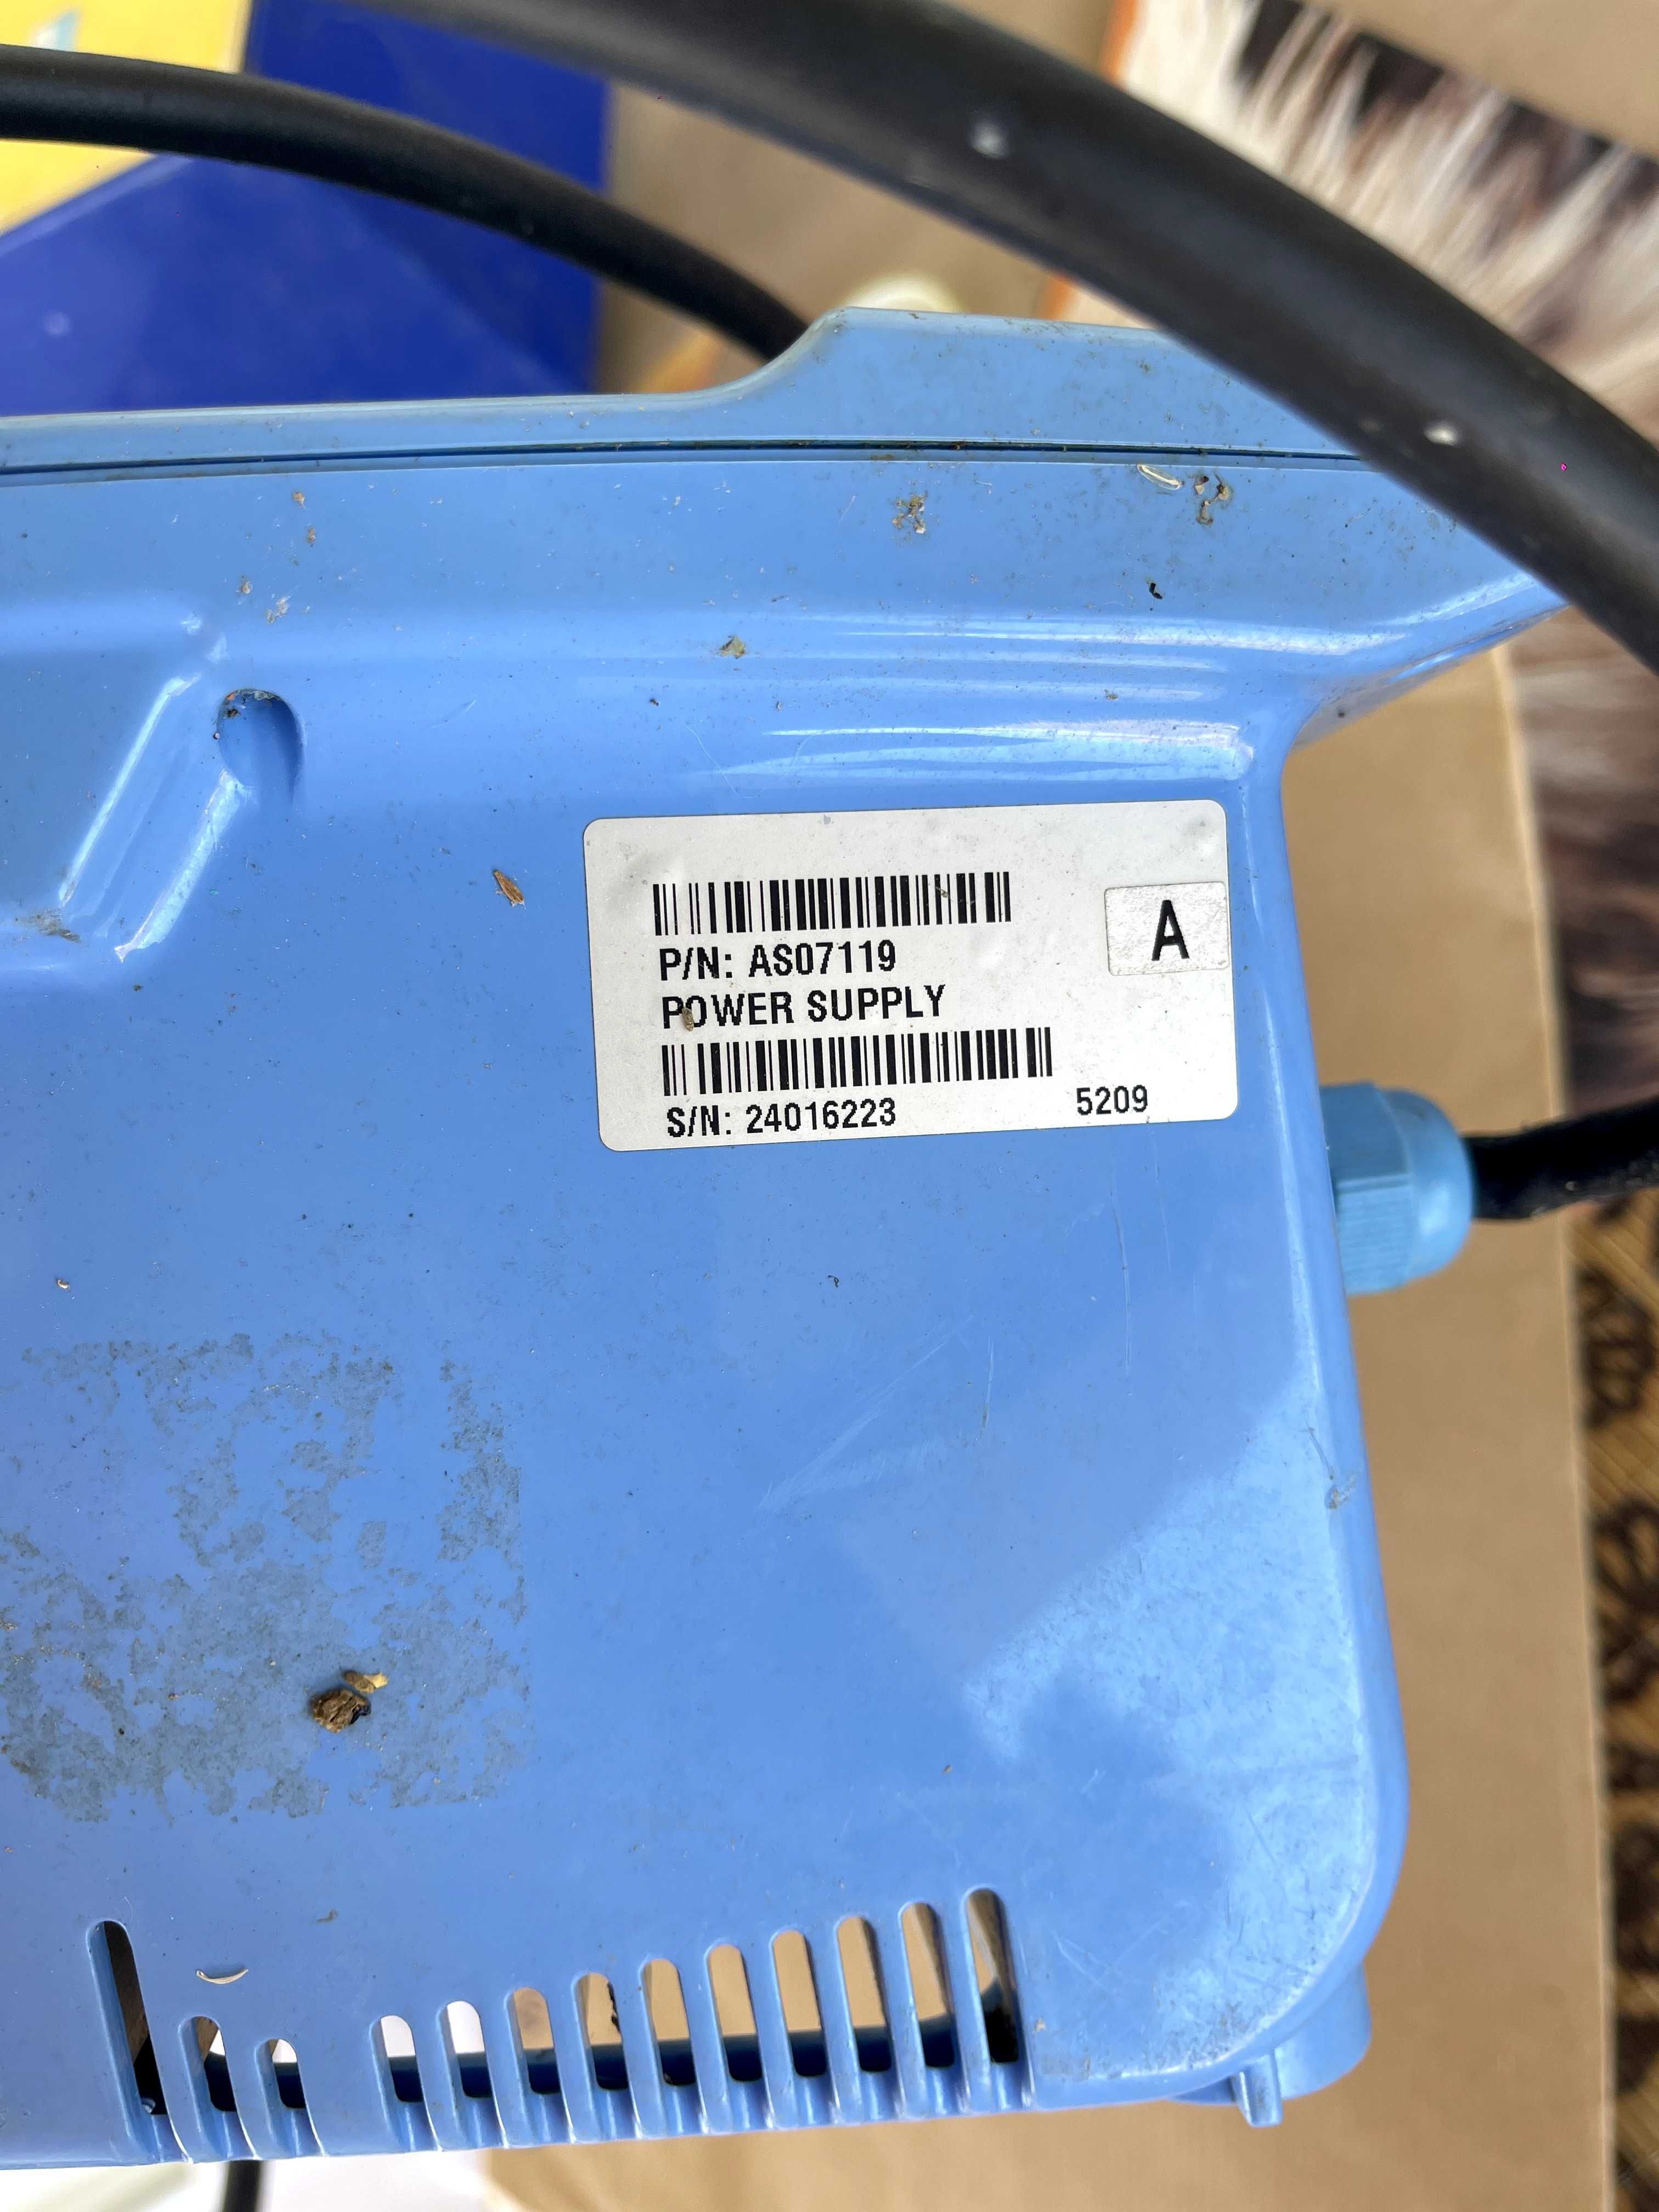 P/N: AS07119
A
POWER SUPPLY
S/N: 24016223 5209